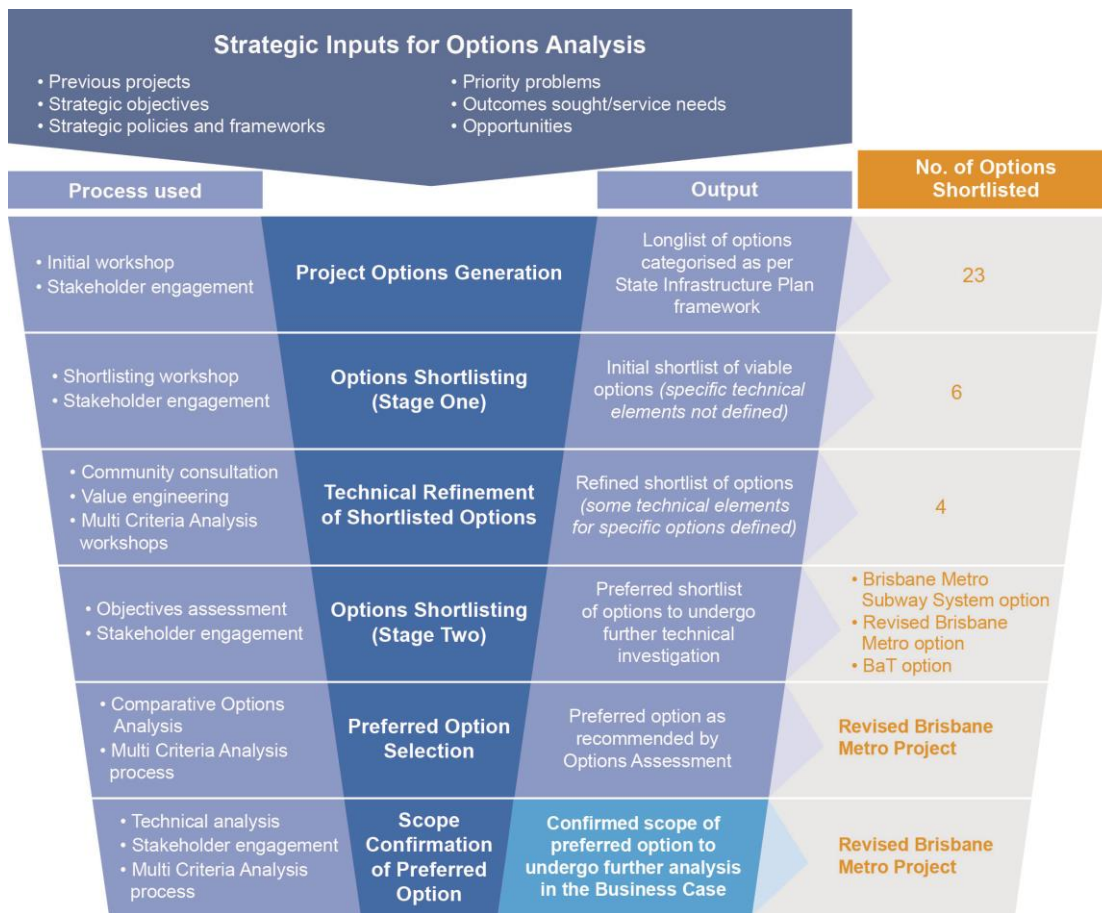 Strategic Inputs for Options Analysis
• Previous projects
• Strategic objectives
• Strategic policies and frameworks
• Priority problems
• Outcomes sought/service needs
• Opportunities
Process used
Output
No. of Options
Shortlisted
• Initial workshop
• Stakeholder engagement
Project Options Generation
Longlist of options
categorised as per
State Infrastructure Plan
framework
23
• Shortlisting workshop
• Stakeholder engagement
Options Shortlisting
(Stage One)
Initial shortlist of viable
options (specific technical
elements not defined)
6
• Community consultation
• Value engineering
• Multi Criteria Analysis
workshops
Technical Refinement
of Shortlisted Options
Refined shortlist of options
(some technical elements
for specific options defined)
4
• Objectives assessment
• Stakeholder engagement
Options Shortlisting
(Stage Two)
Preferred shortlist
of options to undergo
further technical
investigation
• Brisbane Metro
Subway System option
• Revised Brisbane
Metro option
• BaT option
• Comparative Options
Analysis
• Multi Criteria Analysis
process
Preferred Option
Selection
Preferred option as
recommended by
Options Assessment
Revised Brisbane
Metro Project
• Technical analysis
• Stakeholder engagement
• Multi Criteria Analysis
process
Scope
Confirmation
of Preferred
Option
Confirmed scope of
preferred option to
undergo further analysis
in the Business Case
Revised Brisbane
Metro Project